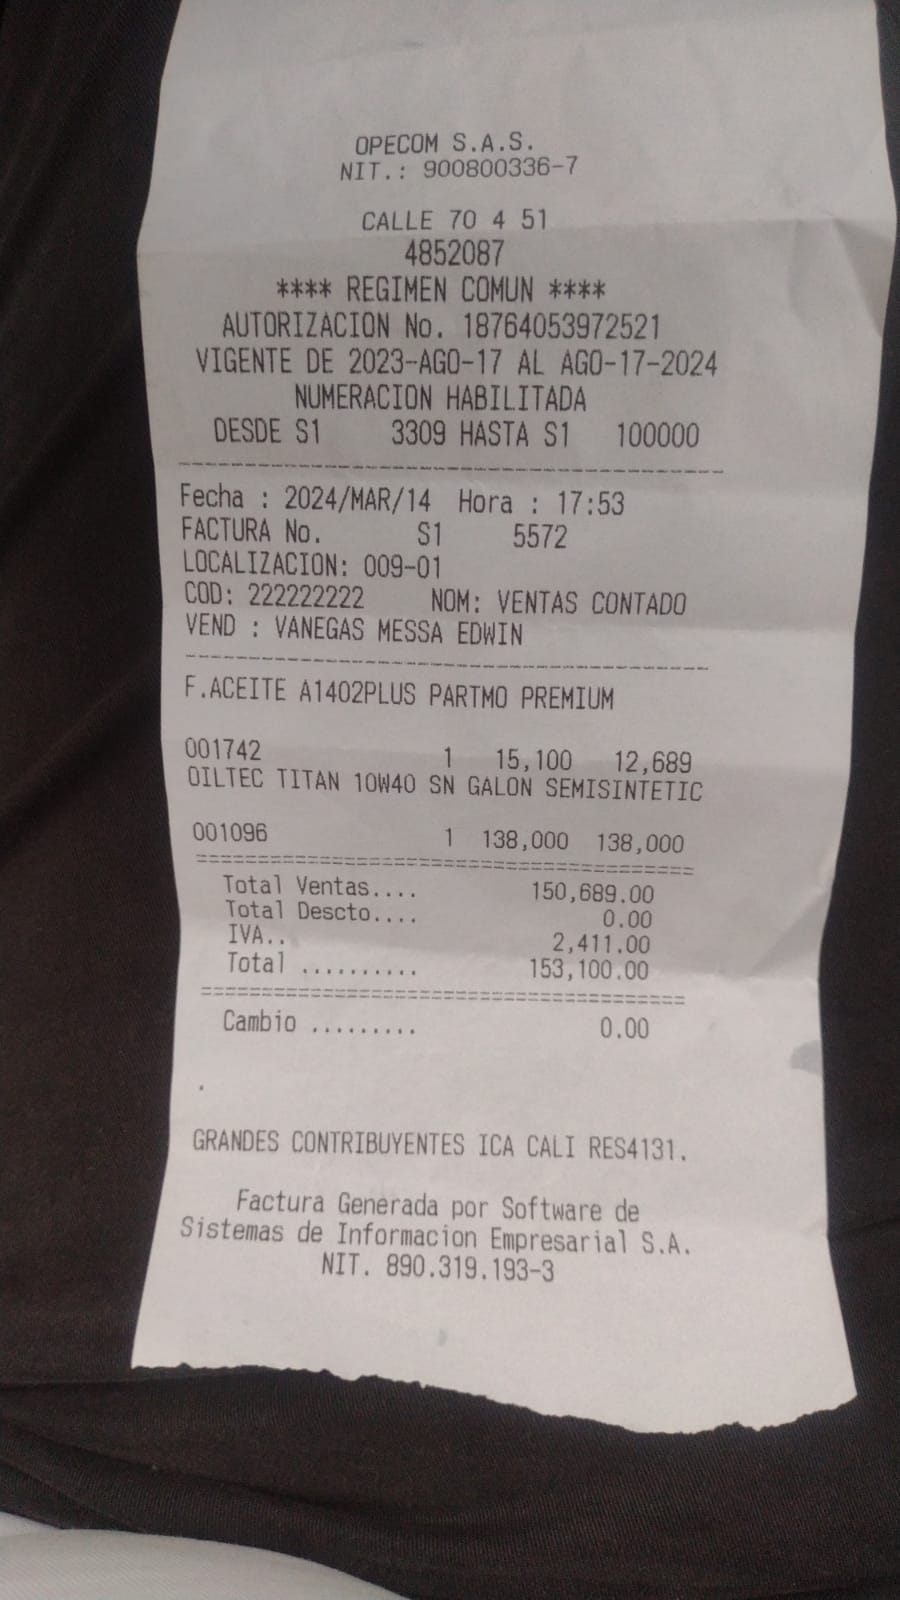 OPECOM S.A.S.
NIT.: 900800336-7
CALLE 70 4 51
4852087
**** REGIMEN COMUN ****
AUTORIZACION No. 18764053972521
VIGENTE DE 2023-AGO-17 AL AGO-17-2024
NUMERACION HABILITADA
DESDE S1 3309 HASTA S1 100000
Fecha : 2024/MAR/14 Hora : 17:53
FACTURA No. S1 5572
LOCALIZACION: 009-01
COD: 222222222 NOM: VENTAS CONTADO
VEND : VANEGAS MESSA EDWIN
F.ACEITE A1402PLUS PARTMO PREMIUM
001742 1 15,100 12,689
OILTEC TITAN 10W40 SN GALON SEMISINTETIC
001096 1 138,000 138,000
Total Ventas.... 150,689.00
Total Descto.... 0.00
IVA.. 2,411.00
Total .......... 153,100.00
Cambio ......... 0.00
GRANDES CONTRIBUYENTES ICA CALI RES4131.
Factura Generada por Software de
Sistemas de Informacion Empresarial S.A.
NIT. 890.319.193-3